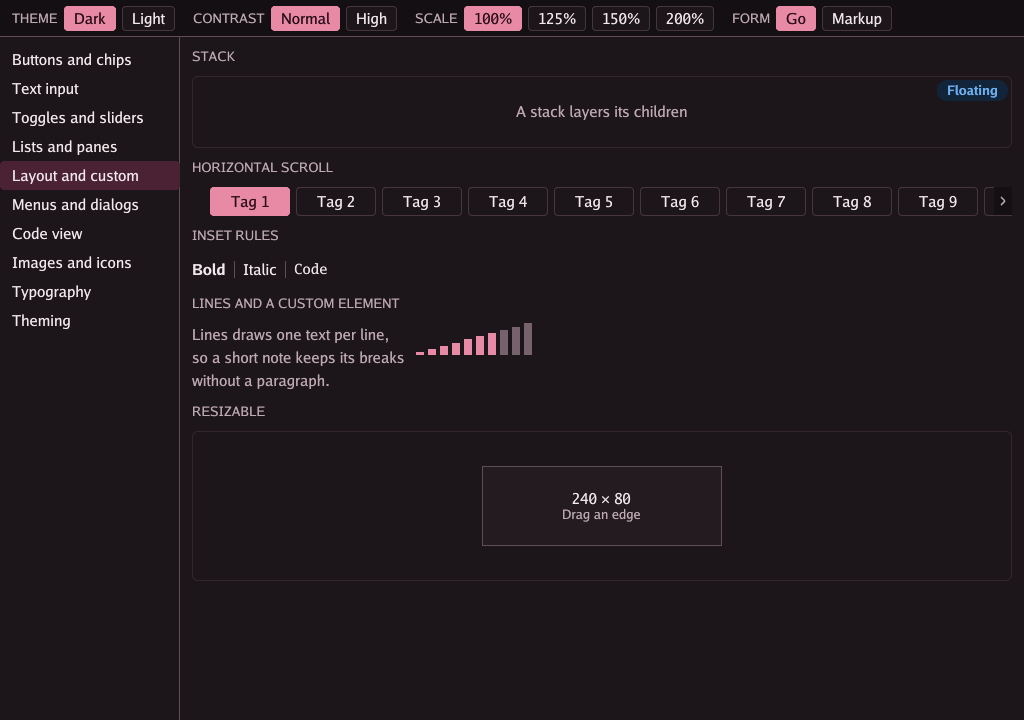 THEME Dark Light CONTRAST Normal High SCALE 100% 125% 150% 200% FORM Go Markup
Buttons and chips
Text input
Toggles and sliders
Lists and panes
Layout and custom
Menus and dialogs
Code view
Images and icons
Typography
Theming
STACK
Floating
A stack layers its children
HORIZONTAL SCROLL
Tag 1 Tag 2 Tag 3 Tag 4 Tag 5 Tag 6 Tag 7 Tag 8 Tag 9
INSET RULES
Bold Italic Code
LINES AND A CUSTOM ELEMENT
Lines draws one text per line,
so a short note keeps its breaks
without a paragraph.
RESIZABLE
240 × 80
Drag an edge